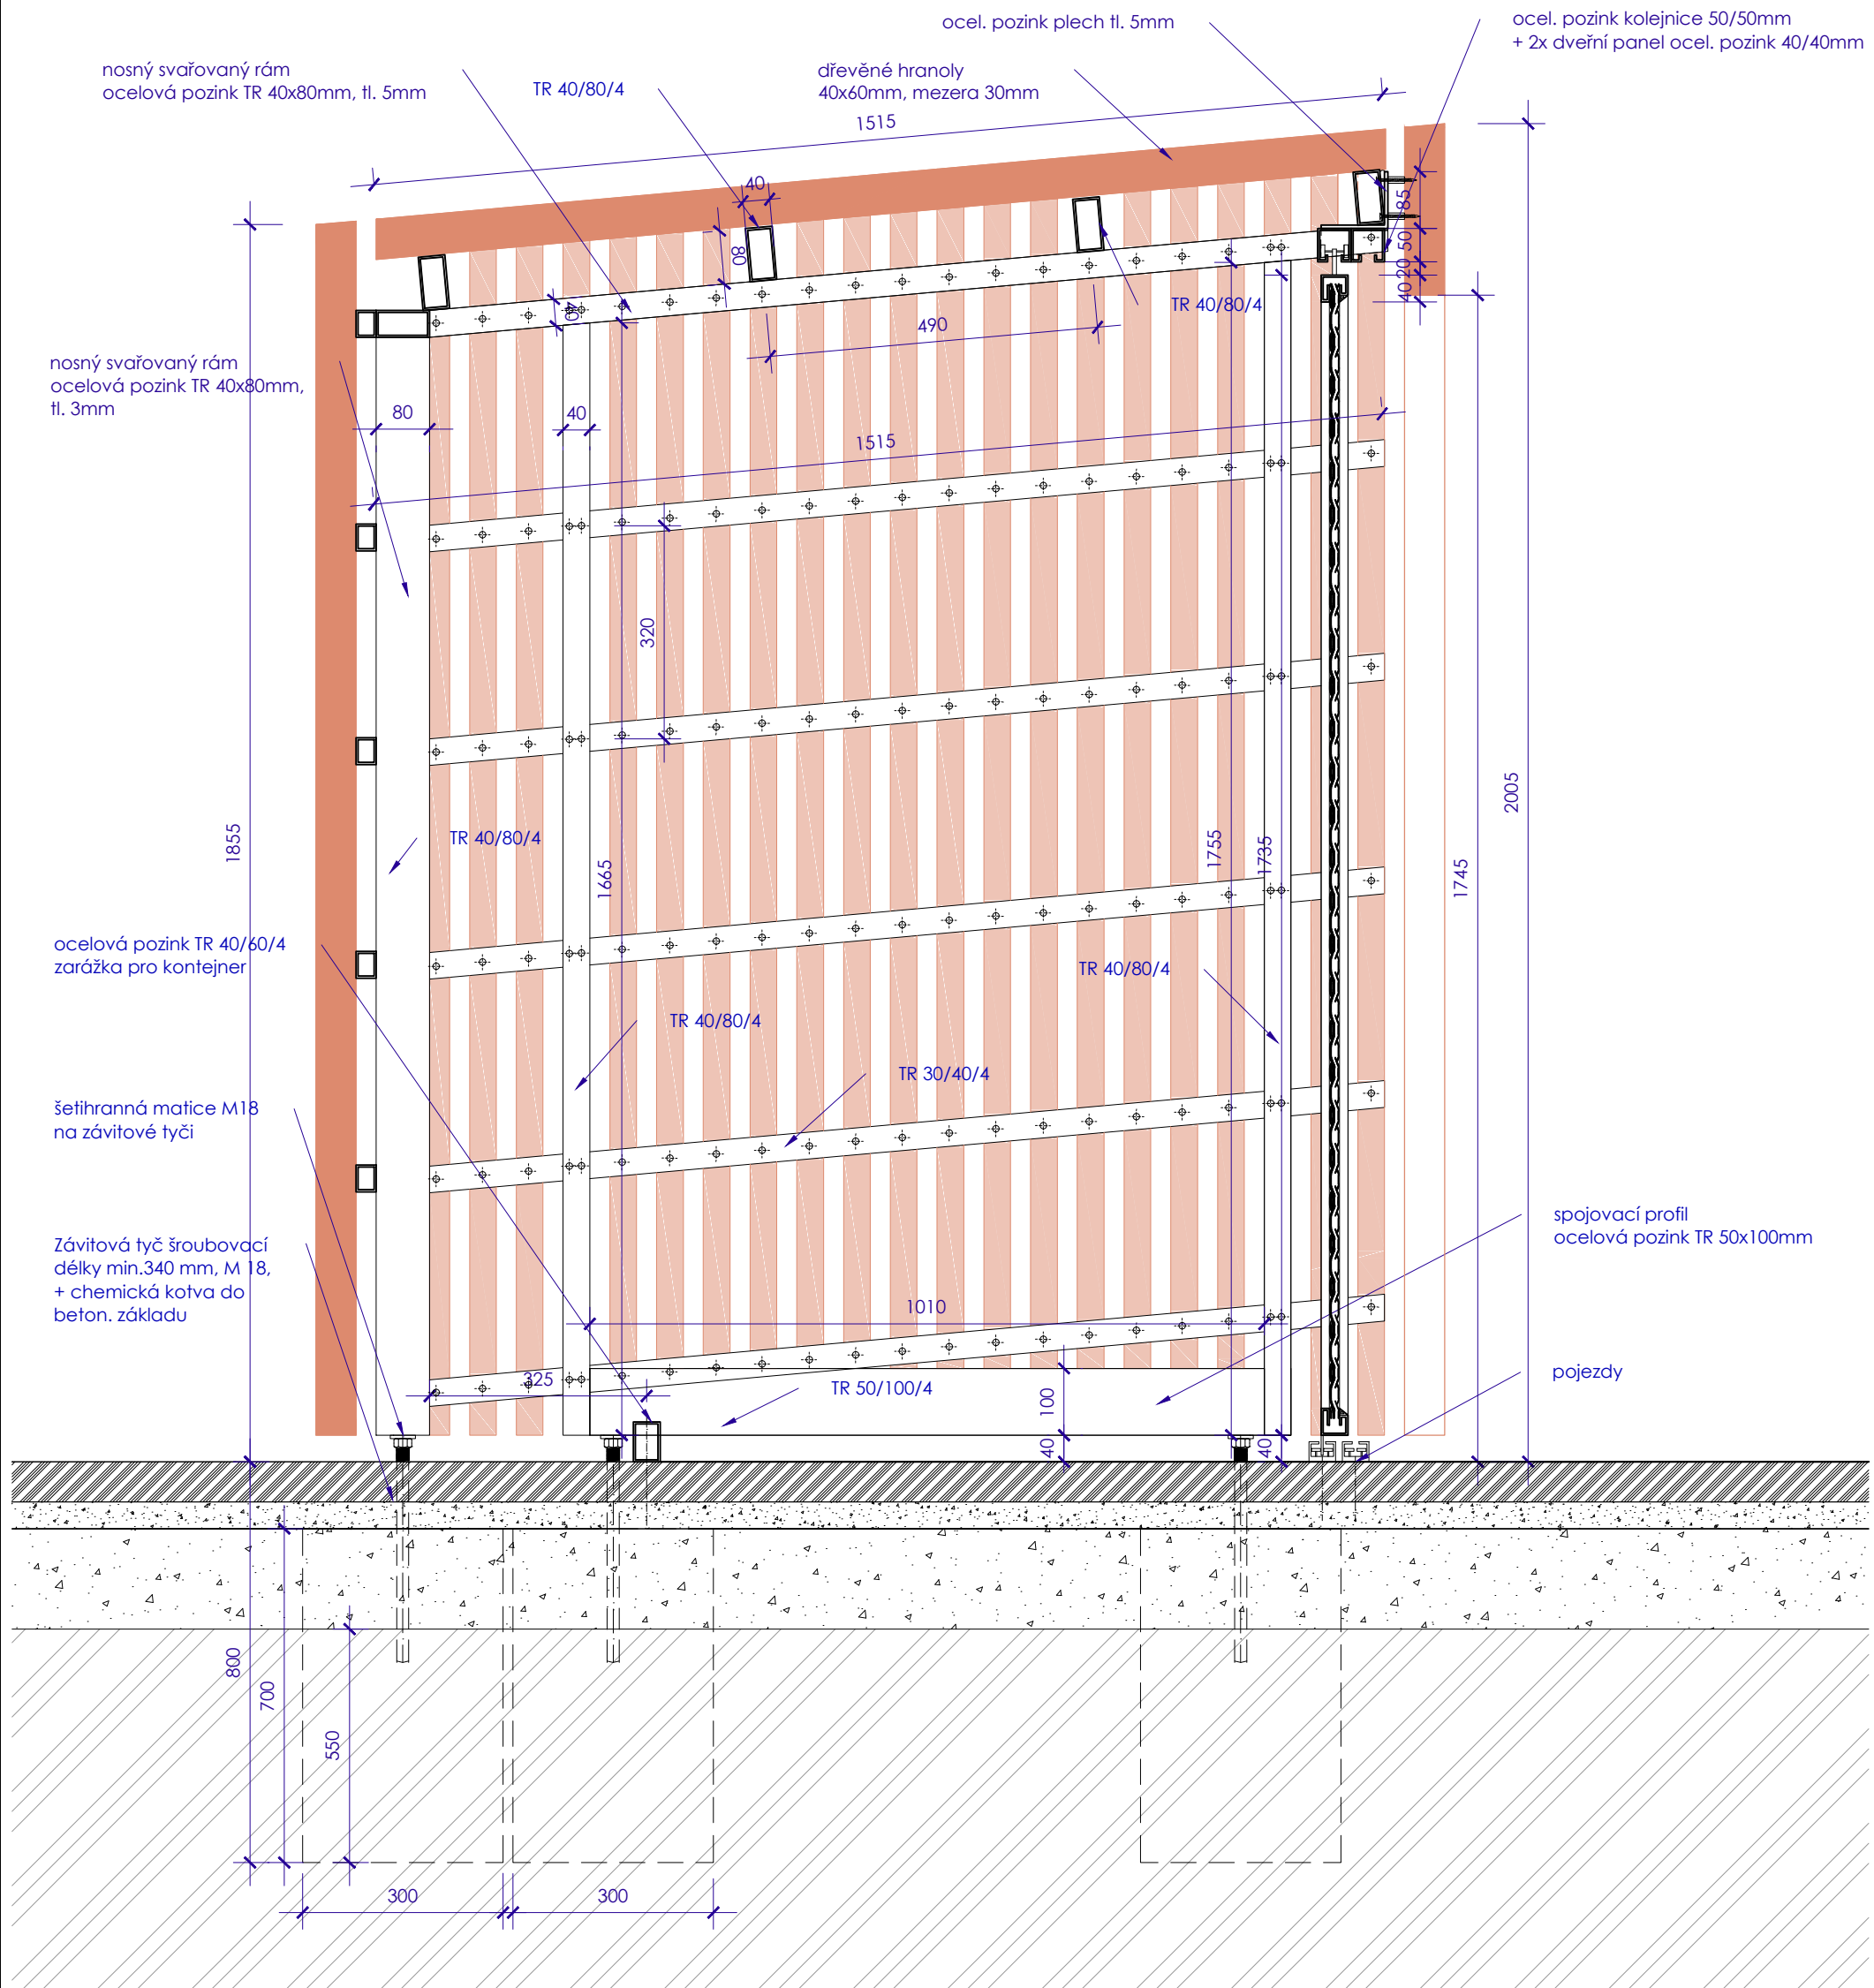 ocel. pozink plech tl. 5mm
ocel. pozink kolejnice 50/50mm
+ 2x dveřní panel ocel. pozink 40/40mm
nosný svařovaný rám
ocelová pozink TR 40x80mm, tl. 5mm
TR 40/80/4
dřevěné hranoly
40x60mm, mezera 30mm
1515
40
80
40
85
50
20
40
TR 40/80/4
490
nosný svařovaný rám
ocelová pozink TR 40x80mm,
tl. 3mm
80
40
1515
320
1855
TR 40/80/4
1665
1755
1735
1745
2005
ocelová pozink TR 40/60/4
zarážka pro kontejner
TR 40/80/4
TR 40/80/4
TR 30/40/4
šetihranná matice M18
na závitové tyči
Závitová tyč šroubovací
délky min.340 mm, M 18,
+ chemická kotva do
beton. základu
spojovací profil
ocelová pozink TR 50x100mm
1010
325
TR 50/100/4
100
40
40
pojezdy
800
700
550
300
300